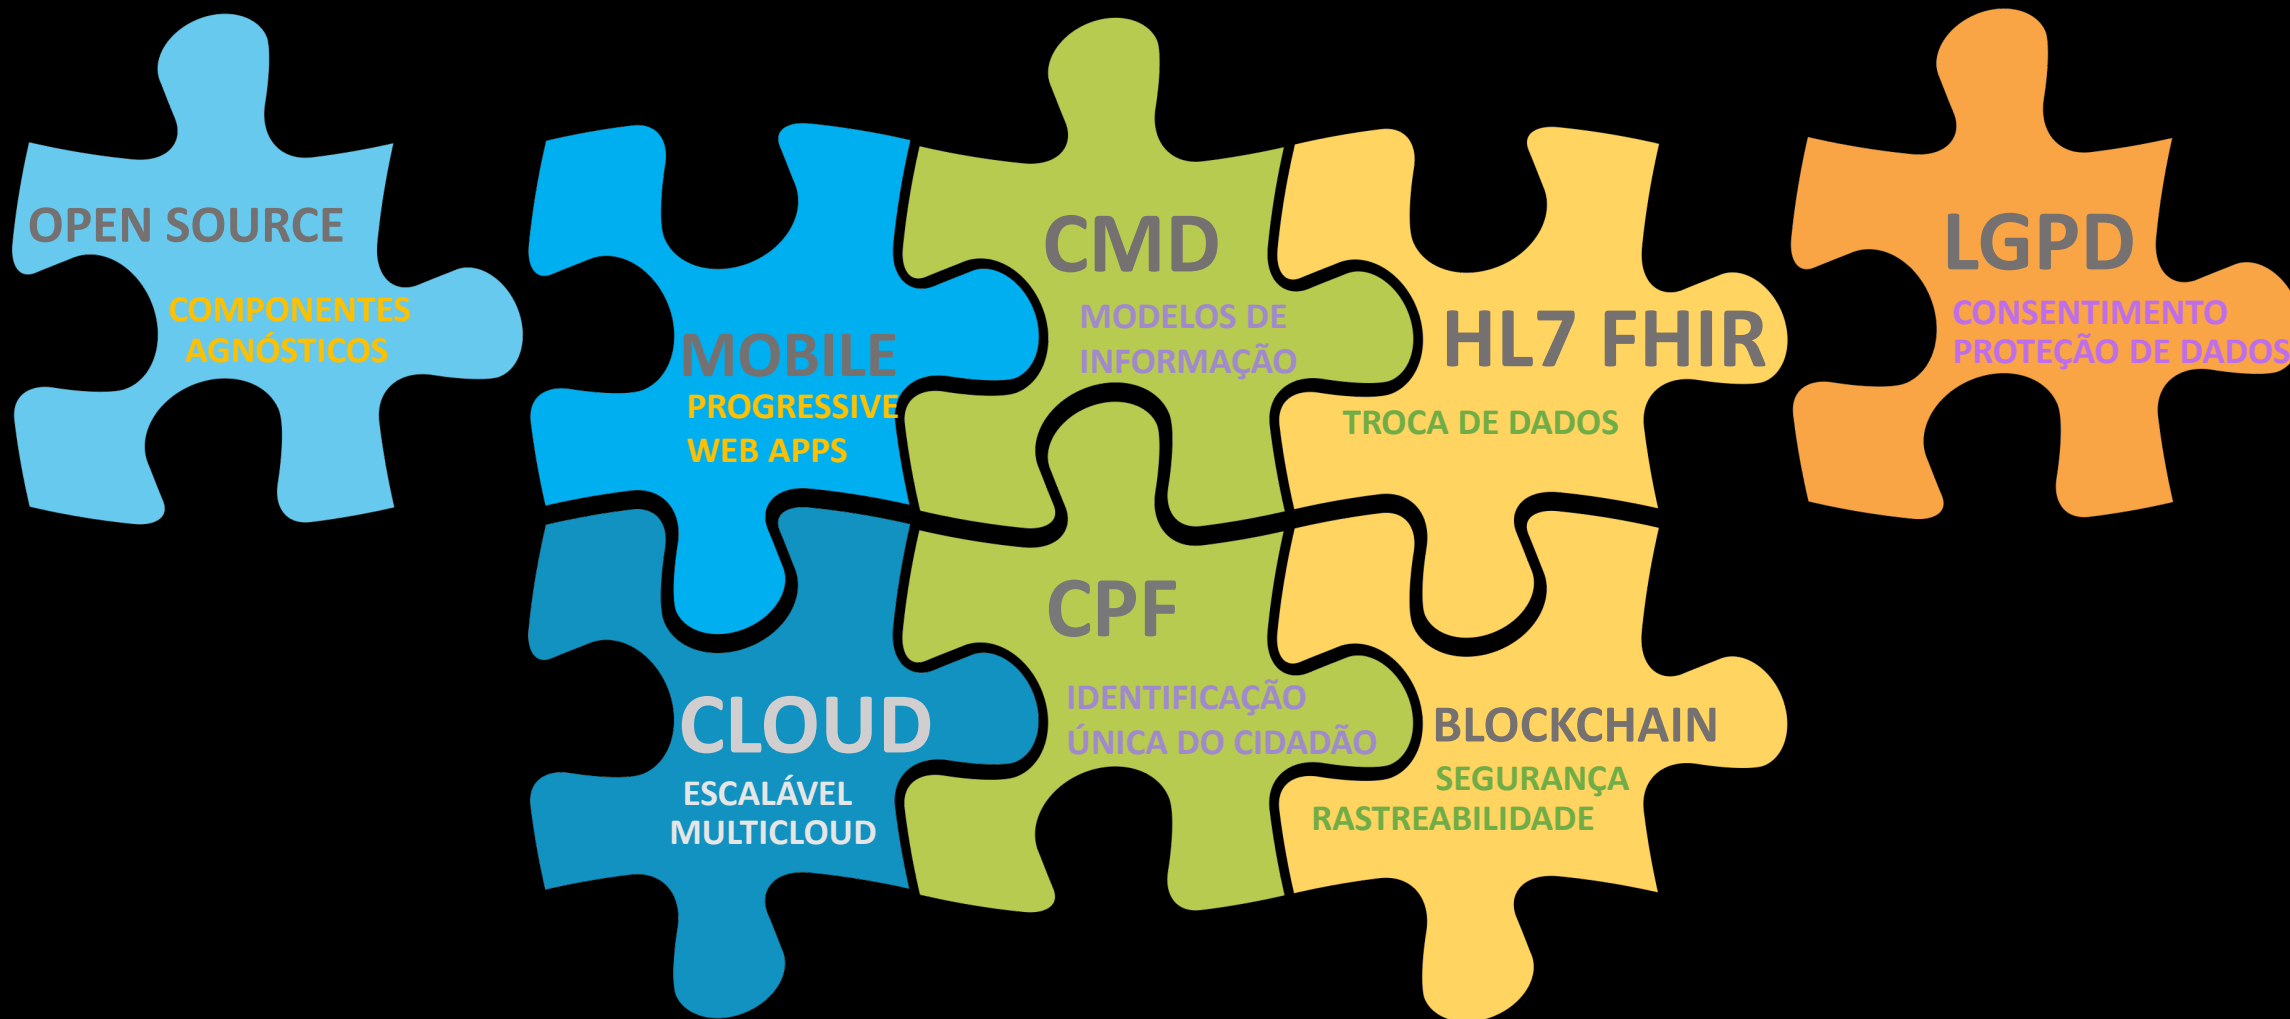 OPEN SOURCE
COMPONENTES
AGNÓSTICOS
MOBILE
PROGRESSIVE
WEB APPS
CMD
MODELOS DE
INFORMAÇÃO
HL7 FHIR
TROCA DE DADOS
LGPD
CONSENTIMENTO
PROTEÇÃO DE DADOS
CLOUD
ESCALÁVEL
MULTICLOUD
CPF
IDENTIFICAÇÃO
ÚNICA DO CIDADÃO
BLOCKCHAIN
SEGURANÇA
RASTREABILIDADE